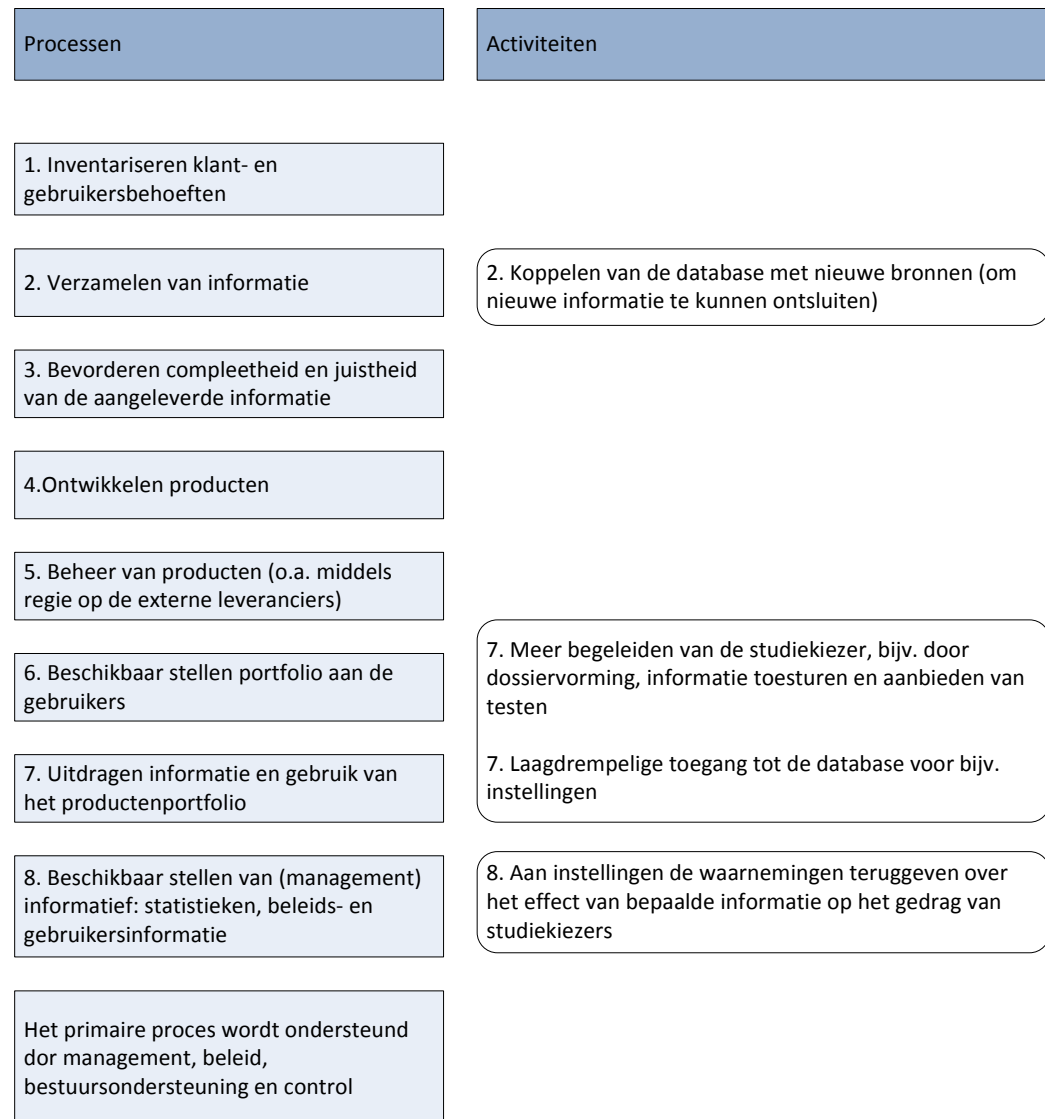 Processen
Activiteiten
1. Inventariseren klant- en
gebruikersbehoeften
2. Verzamelen van informatie
2. Koppelen van de database met nieuwe bronnen (om
nieuwe informatie te kunnen ontsluiten)
3. Bevorderen compleetheid en juistheid
van de aangeleverde informatie
4.Ontwikkelen producten
5. Beheer van producten (o.a. middels
regie op de externe leveranciers)
6. Beschikbaar stellen portfolio aan de
gebruikers
7. Meer begeleiden van de studiekiezer, bijv. door
dossiervorming, informatie toesturen en aanbieden van
testen
7. Uitdragen informatie en gebruik van
het productenportfolio
7. Laagdrempelige toegang tot de database voor bijv.
instellingen
8. Beschikbaar stellen van (management)
informatief: statistieken, beleids- en
gebruikersinformatie
8. Aan instellingen de waarnemingen teruggeven over
het effect van bepaalde informatie op het gedrag van
studiekiezers
Het primaire proces wordt ondersteund
dor management, beleid,
bestuursondersteuning en control